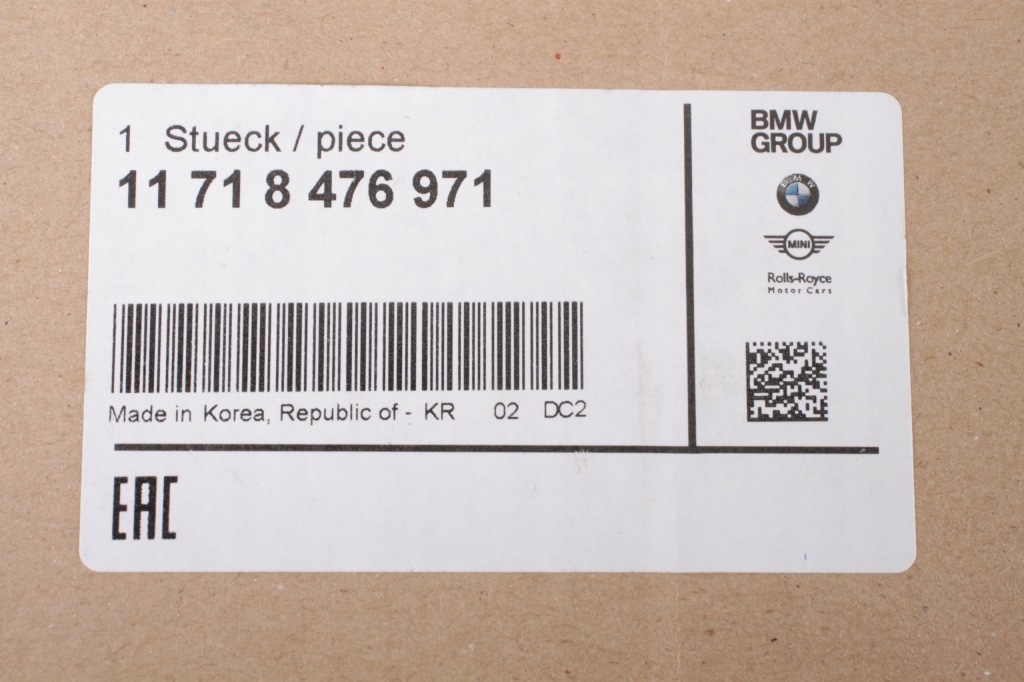 1 Stueck / piece
11 71 8 476 971
Made in Korea, Republic of - KR 02 DC2
EAC
BMW
GROUP
BMW
MINI
Rolls-Royce
Motor Cars